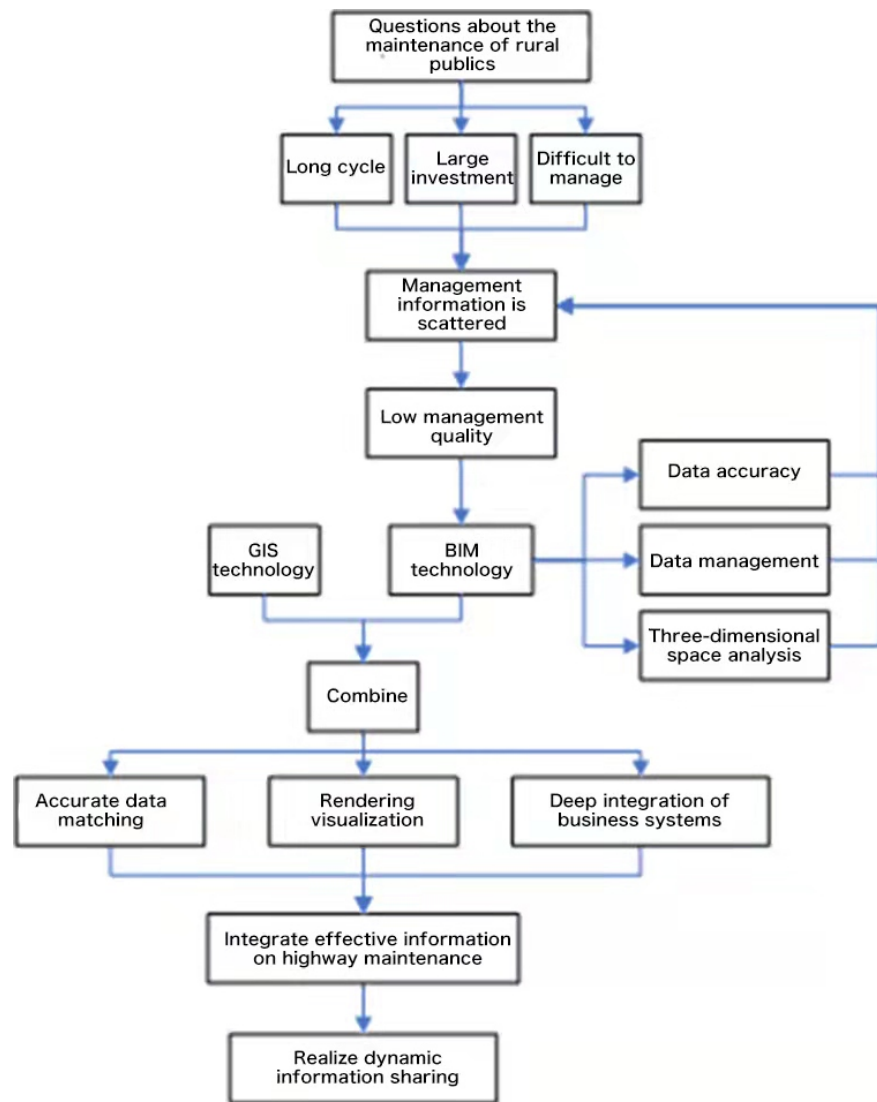 Questions about the
maintenance of rural
publics
Long cycle
Large
investment
Difficult to
manage
Management
information is
scattered
Low management
quality
Data accuracy
GIS
technology
BIM
technology
Data management
Three-dimensional
space analysis
Combine
Accurate data
matching
Rendering
visualization
Deep integration of
business systems
Integrate effective information
on highway maintenance
Realize dynamic
information sharing